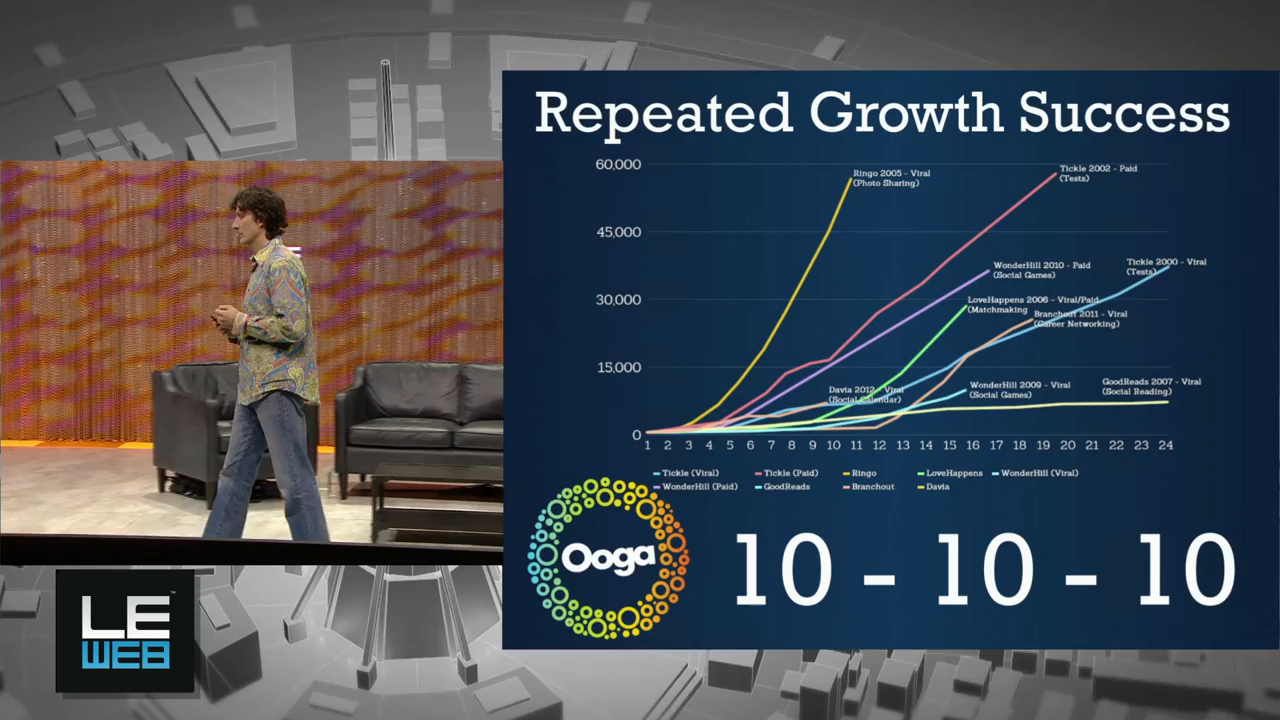 Repeated Growth Success
60,000
45,000
30,000
15,000
0
Ringo 2005 - Viral
(Photo Sharing)
Tickle 2002 - Paid
(Tests)
WonderHill 2010 - Paid
(Social Games)
Tickle 2000 - Viral
(Tests)
LoveHappens 2006 - Viral/Paid
(Matchmaking
Branchout 2011 - Viral
(Career Networking)
Davia 2012 - Viral
(Social Calendar)
WonderHill 2009 - Viral
(Social Games)
GoodReads 2007 - Viral
(Social Reading)
1 2 3 4 5 6 7 8 9 10 11 12 13 14 15 16 17 18 19 20 21 22 23 24
Tickle (Viral) Tickle (Paid) Ringo LoveHappens WonderHill (Viral)
WonderHill (Paid) GoodReads Branchout Davia
Ooga
10 - 10 - 10
LE™
WEB